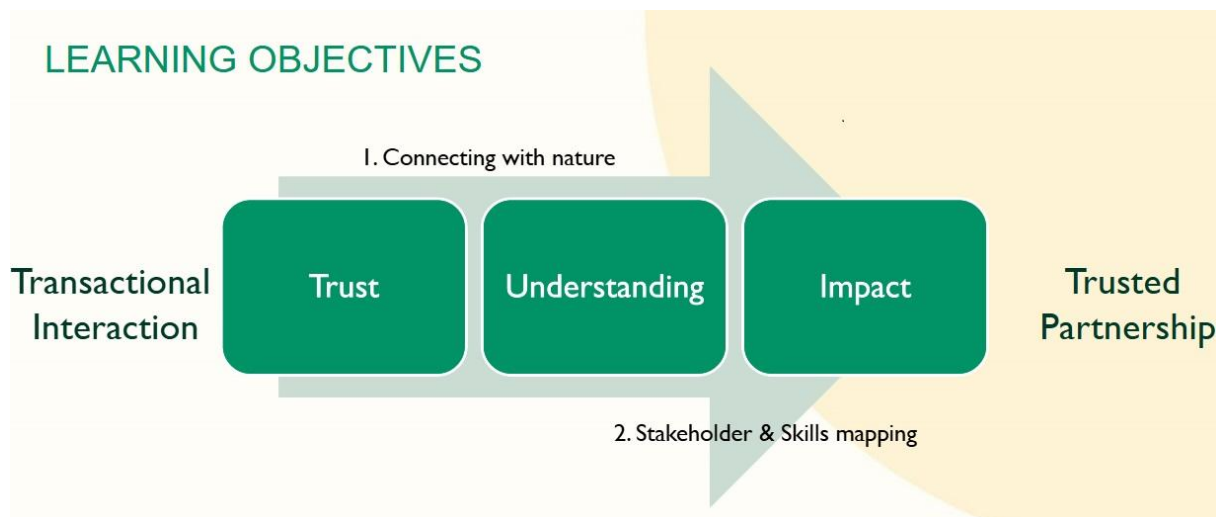 LEARNING OBJECTIVES
1. Connecting with nature
Transactional
Interaction
Trust
Understanding
Impact
Trusted
Partnership
2. Stakeholder & Skills mapping